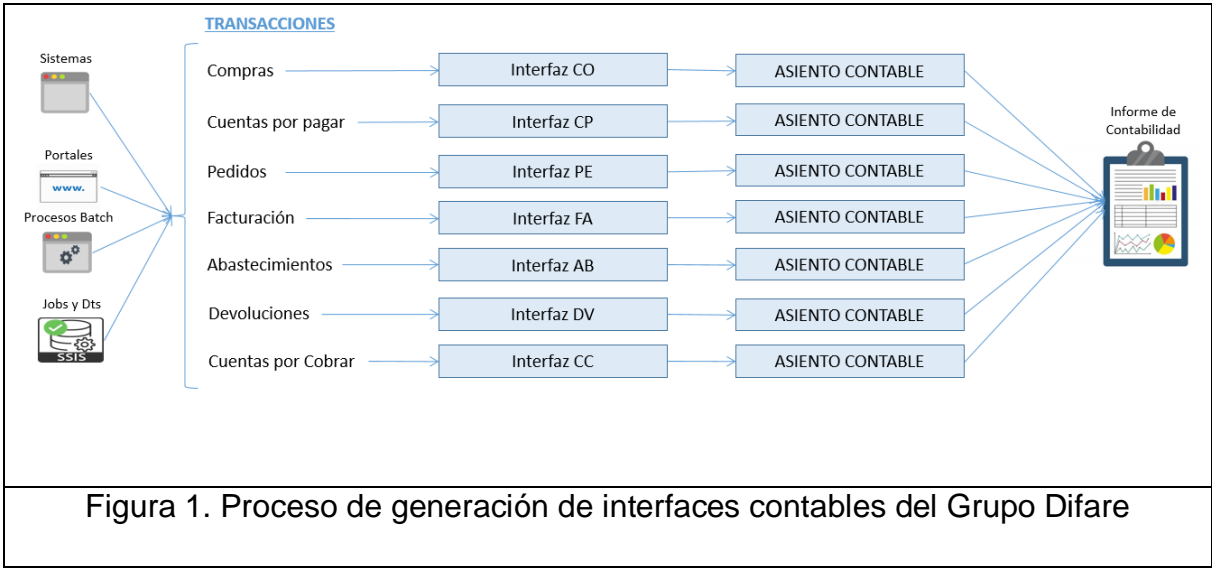 TRANSACCIONES
Sistemas
Portales
www.
Procesos Batch
Jobs y Dts
SSIS
Compras
Interfaz CO
ASIENTO CONTABLE
Cuentas por pagar
Interfaz CP
ASIENTO CONTABLE
Pedidos
Interfaz PE
ASIENTO CONTABLE
Facturación
Interfaz FA
ASIENTO CONTABLE
Abastecimientos
Interfaz AB
ASIENTO CONTABLE
Devoluciones
Interfaz DV
ASIENTO CONTABLE
Cuentas por Cobrar
Interfaz CC
ASIENTO CONTABLE
Informe de
Contabilidad
Figura 1. Proceso de generación de interfaces contables del Grupo Difare